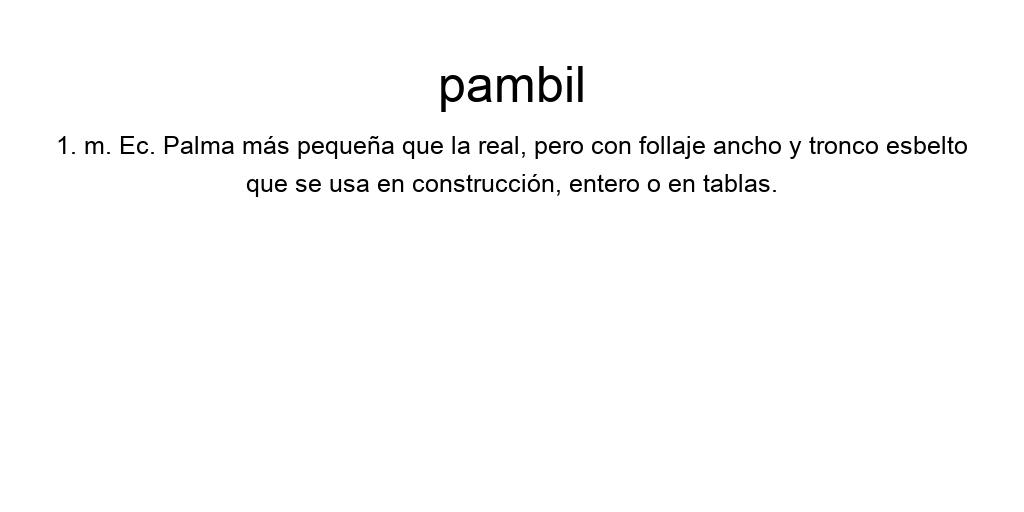 pambil
1. m. Ec. Palma más pequeña que la real, pero con follaje ancho y tronco esbelto
que se usa en construcción, entero o en tablas.